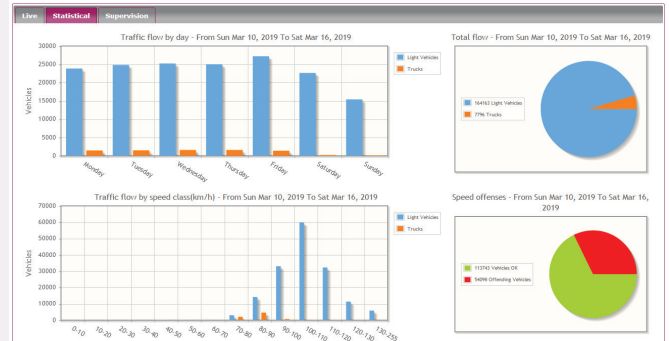 Live Statistical Supervision
Traffic flow by day - From Sun Mar 10, 2019 To Sat Mar 16, 2019
Total flow - From Sun Mar 10, 2019 To Sat Mar 16, 2019
30000
25000
20000
15000
10000
5000
0
Vehicles
Monday
Tuesday
Wednesday
Thursday
Friday
Saturday
Sunday
Light Vehicles
Trucks
164163 Light Vehicles
7796 Trucks
Traffic flow by speed class(km/h) - From Sun Mar 10, 2019 To Sat Mar 16, 2019
Speed offenses - From Sun Mar 10, 2019 To Sat Mar 16,
2019
70000
60000
50000
40000
30000
20000
10000
0
Vehicles
0-10
10-20
20-30
30-40
40-50
50-60
60-70
70-80
80-90
90-100
100-110
110-120
120-130
130-255
Light Vehicles
Trucks
113743 Vehicles OK
54098 Offending Vehicles